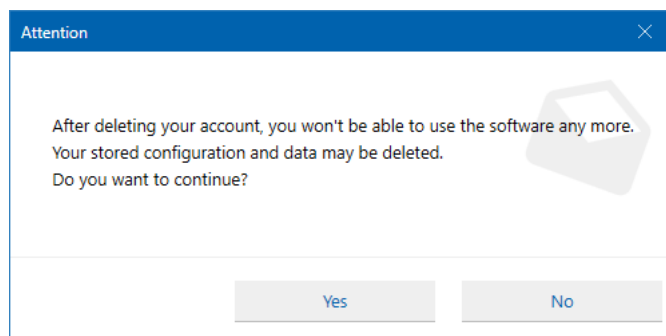 Attention
After deleting your account, you won't be able to use the software any more.
Your stored configuration and data may be deleted.
Do you want to continue?
Yes
No